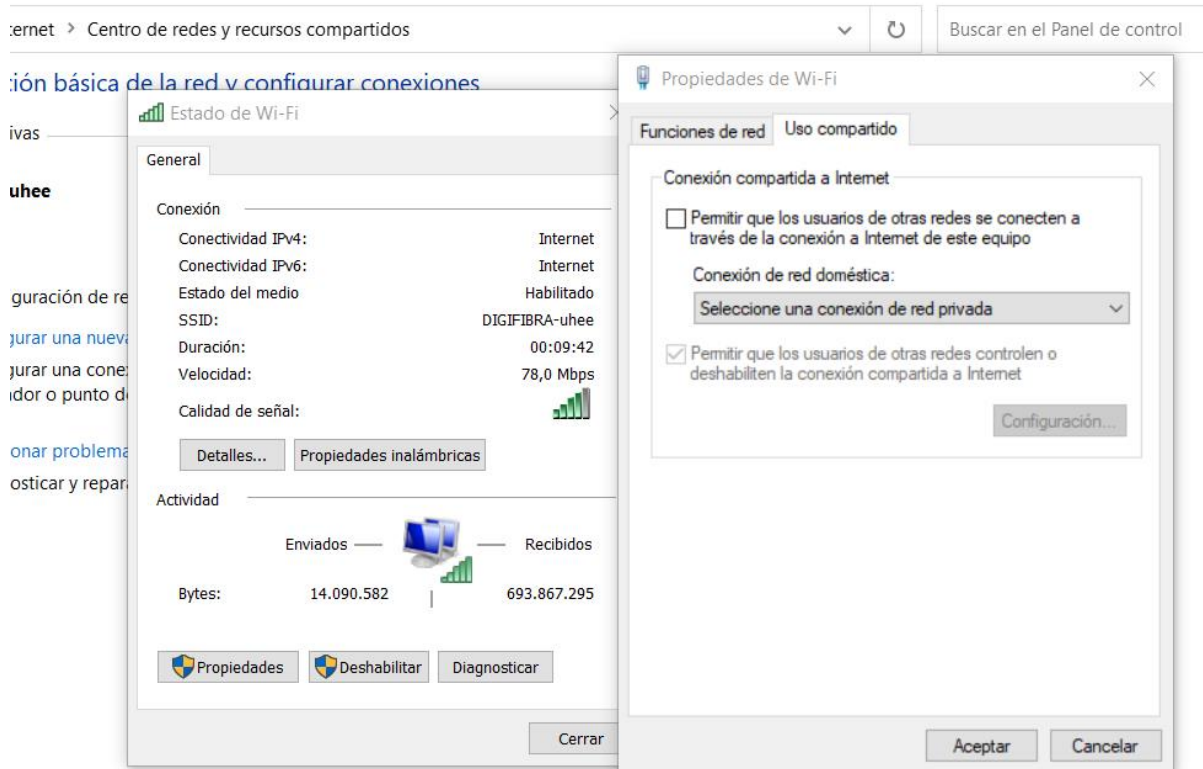 ternet > Centro de redes y recursos compartidos
Buscar en el Panel de control
ción básica de la red y configurar conexiones
ivas
uhee
guración de re
gurar una nueva
gurar una cone
ador o punto d
onar problema
osticar y repar
Estado de Wi-Fi
General
Conexión
Conectividad IPv4: Internet
Conectividad IPv6: Internet
Estado del medio Habilitado
SSID: DIGIFIBRA-uhee
Duración: 00:09:42
Velocidad: 78,0 Mbps
Calidad de señal:
Detalles... Propiedades inalámbricas
Actividad
Enviados Recibidos
Bytes: 14.090.582 693.867.295
Propiedades Deshabilitar Diagnosticar
Cerrar
Propiedades de Wi-Fi
Funciones de red Uso compartido
Conexión compartida a Internet
Permitir que los usuarios de otras redes se conecten a
través de la conexión a Internet de este equipo
Conexión de red doméstica:
Seleccione una conexión de red privada
Permitir que los usuarios de otras redes controlen o
deshabiliten la conexión compartida a Internet
Configuración...
Aceptar Cancelar